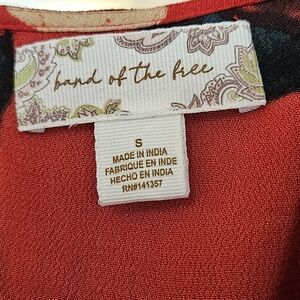 band of the free
S
MADE IN INDIA
FABRIQUE EN INDE
HECHO EN INDIA
RN#141357